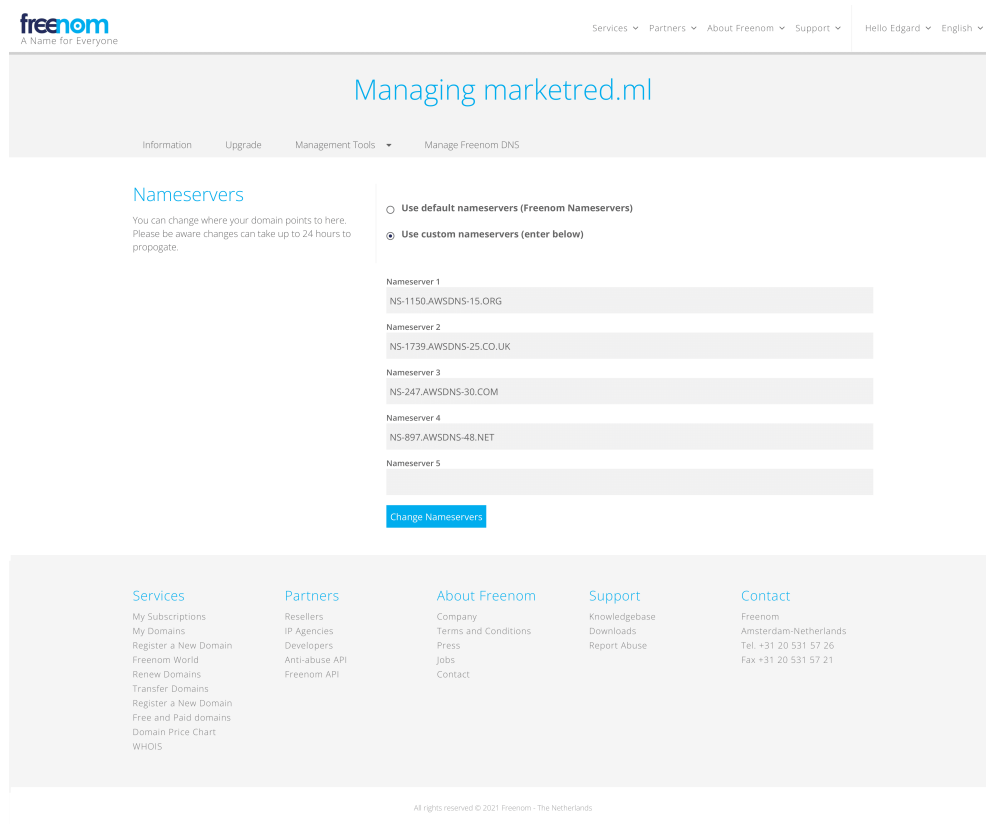 freenom
A Name for Everyone
Services Partners About Freenom Support Hello Edgard English
Managing marketred.ml
Information Upgrade Management Tools Manage Freenom DNS
Nameservers
You can change where your domain points to here.
Please be aware changes can take up to 24 hours to
propogate.
Use default nameservers (Freenom Nameservers)
Use custom nameservers (enter below)
Nameserver 1
NS-1150.AWSDNS-15.ORG
Nameserver 2
NS-1739.AWSDNS-25.CO.UK
Nameserver 3
NS-247.AWSDNS-30.COM
Nameserver 4
NS-897.AWSDNS-48.NET
Nameserver 5
Change Nameservers
Services
My Subscriptions
My Domains
Register a New Domain
Freenom World
Renew Domains
Transfer Domains
Register a New Domain
Free and Paid domains
Domain Price Chart
WHOIS
Partners
Resellers
IP Agencies
Developers
Anti-abuse API
Freenom API
About Freenom
Company
Terms and Conditions
Press
Jobs
Contact
Support
Knowledgebase
Downloads
Report Abuse
Contact
Freenom
Amsterdam-Netherlands
Tel. +31 20 531 57 26
Fax +31 20 531 57 21
All rights reserved © 2021 Freenom - The Netherlands